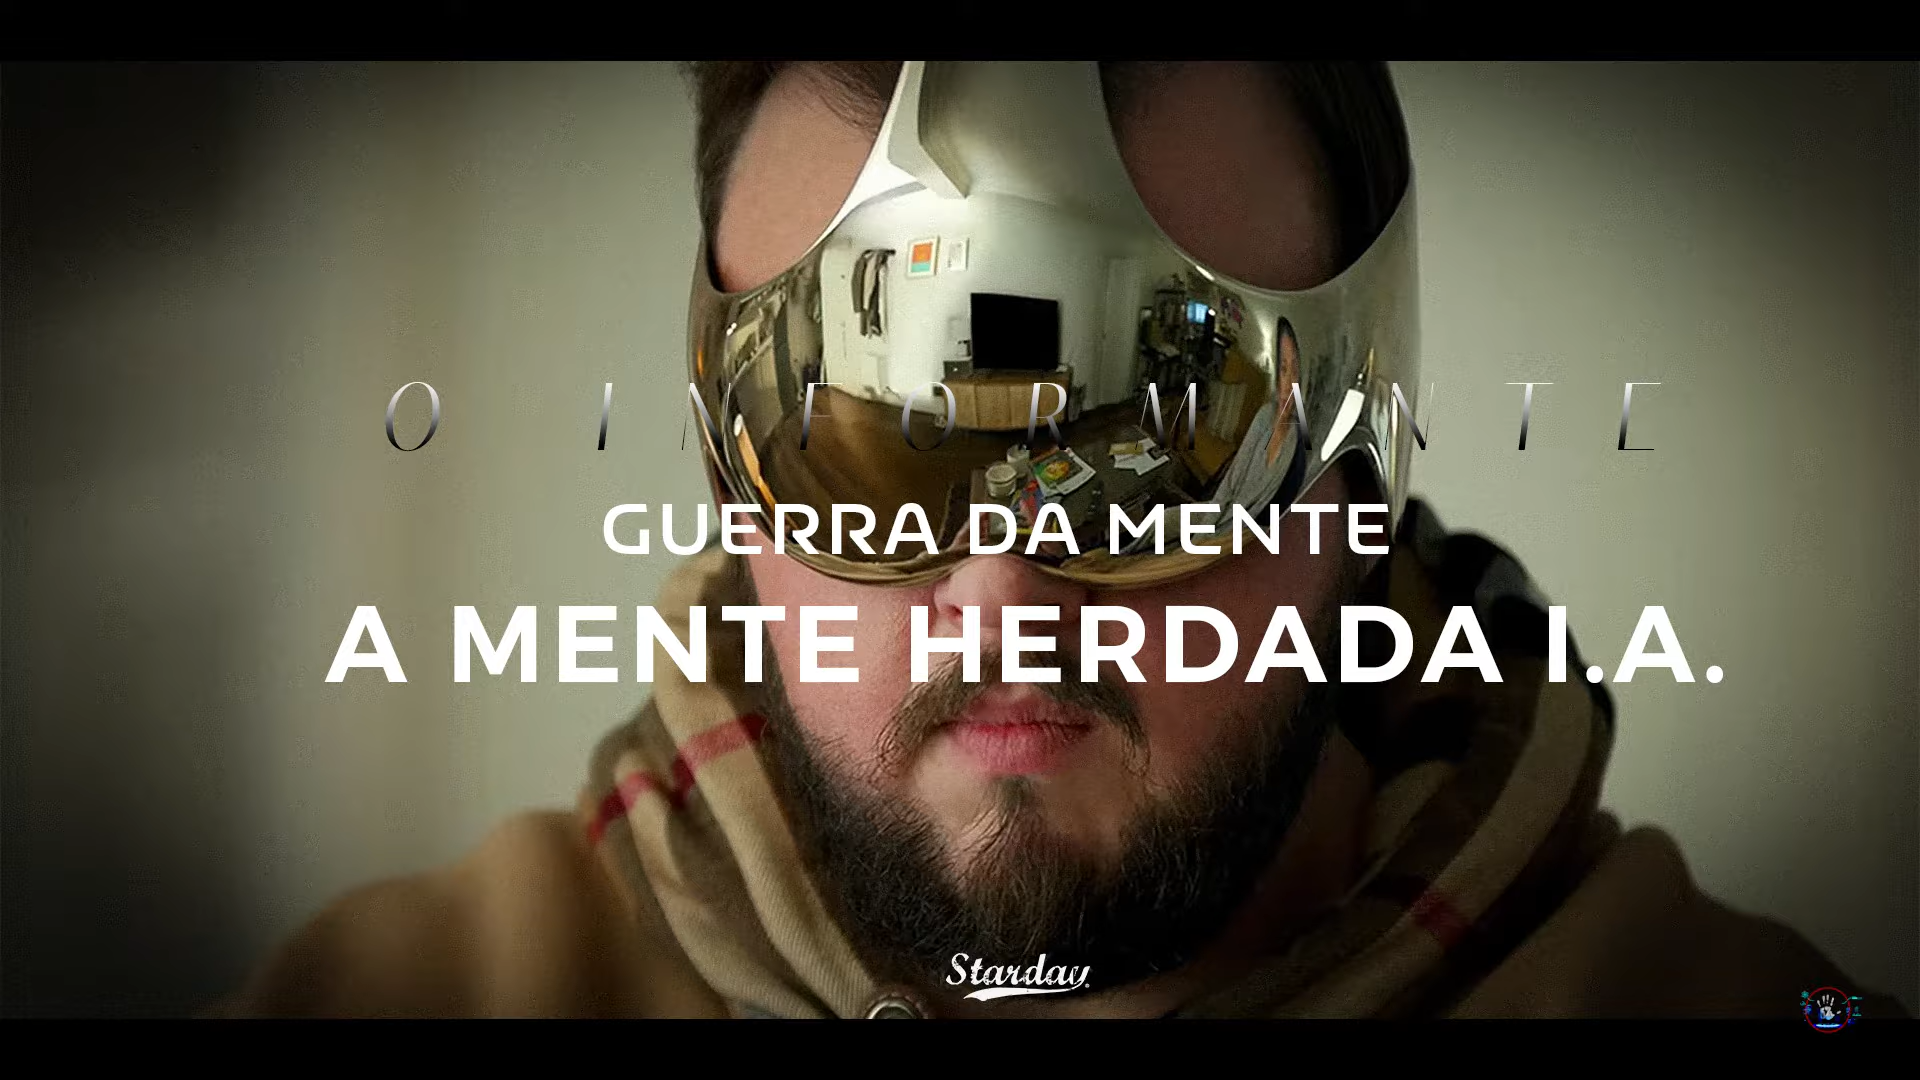 O INFORMANTE
GUERRA DA MENTE
A MENTE HERDADA I.A.
Starday